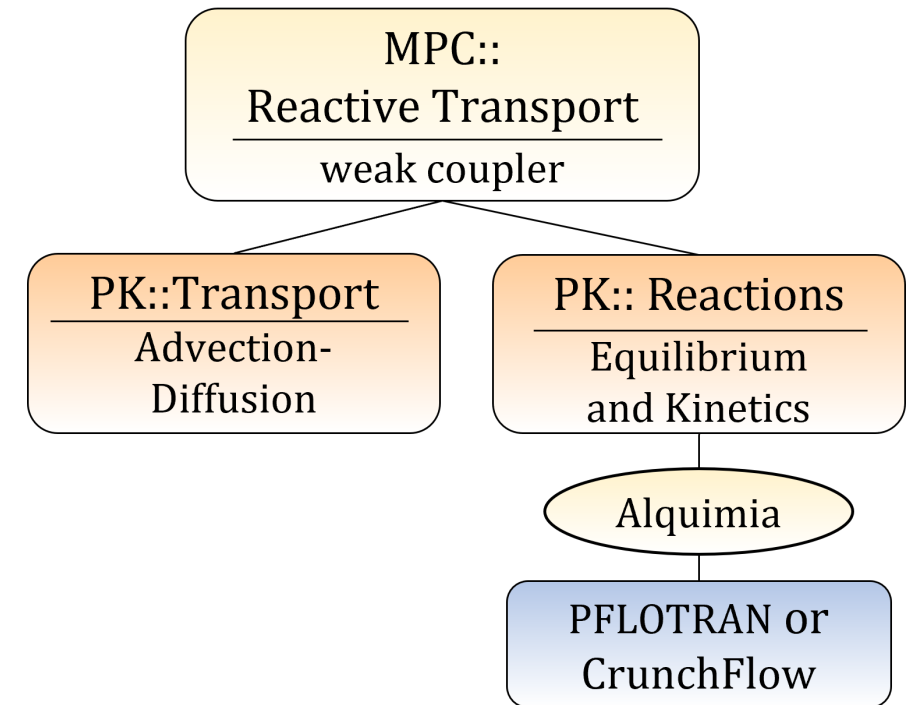 MPC::
Reactive Transport
weak coupler
PK::Transport
Advection-
Diffusion
PK:: Reactions
Equilibrium
and Kinetics
Alquimia
PFLOTRAN or
CrunchFlow